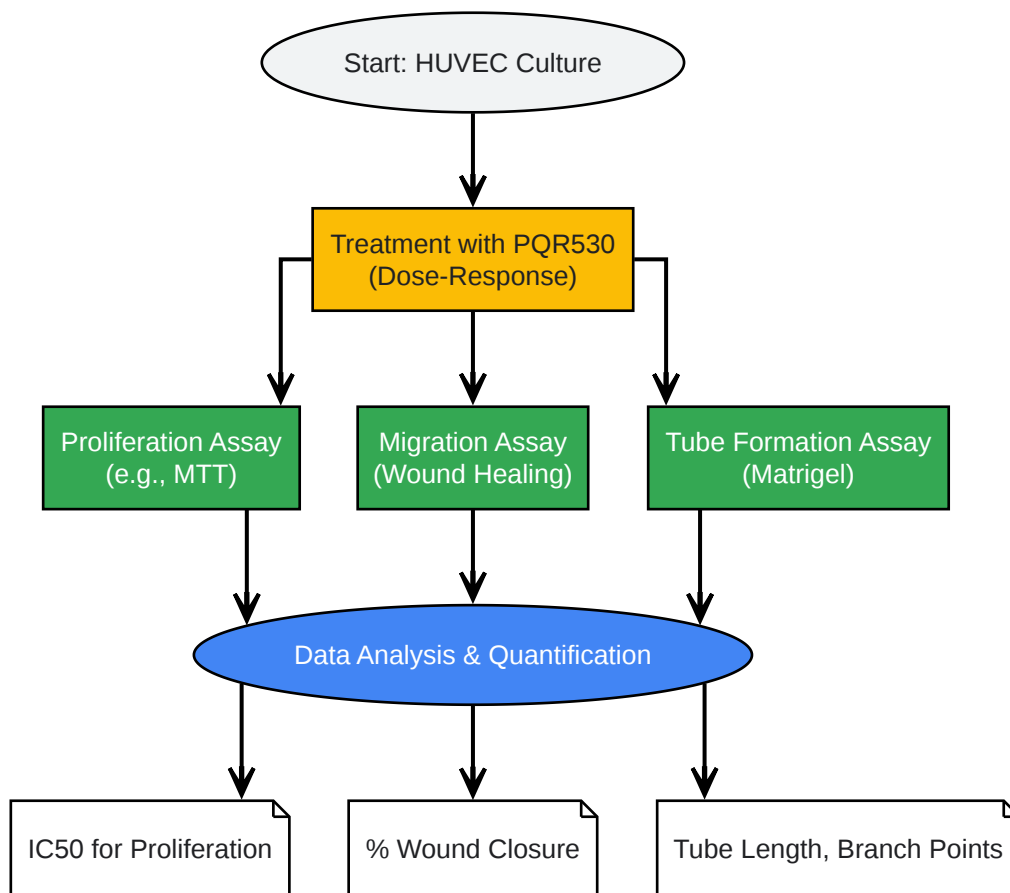 Start: HUVEC Culture
Treatment with PQR530
(Dose-Response)
Proliferation Assay
(e.g., MTT)
Migration Assay
(Wound Healing)
Tube Formation Assay
(Matrigel)
Data Analysis & Quantification
IC50 for Proliferation
% Wound Closure
Tube Length, Branch Points